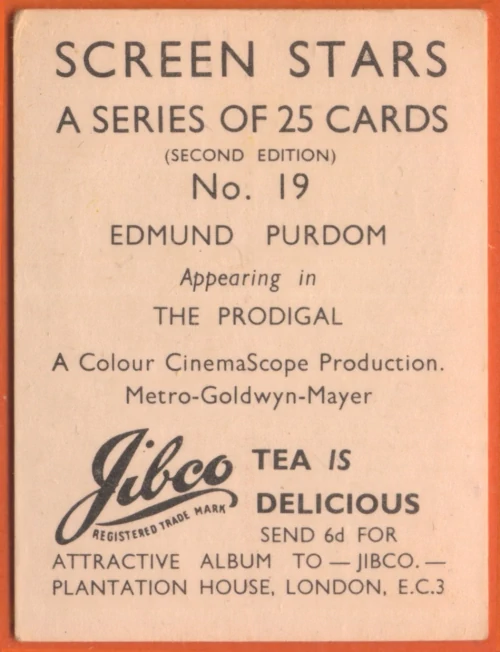 SCREEN STARS
A SERIES OF 25 CARDS
(SECOND EDITION)
No. 19
EDMUND PURDOM
Appearing in
THE PRODIGAL
A Colour CinemaScope Production.
Metro-Goldwyn-Mayer
Jibco TEA IS
REGISTERED TRADE MARK DELICIOUS
SEND 6d FOR
ATTRACTIVE ALBUM TO — JIBCO. —
PLANTATION HOUSE, LONDON, E.C.3